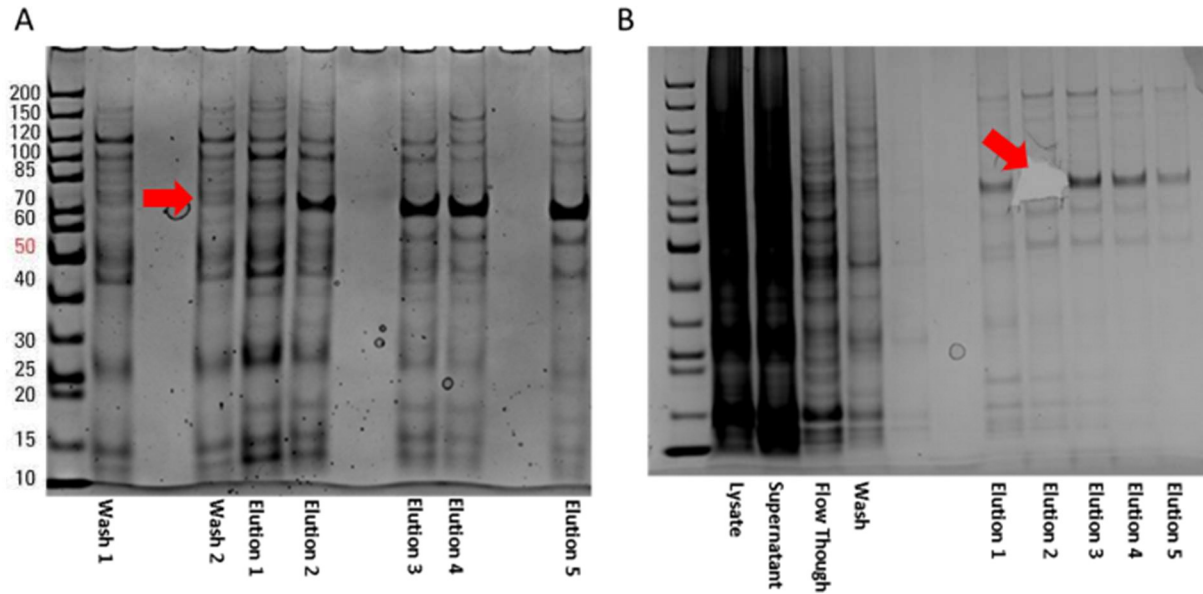 A
B
200
150
120
100
85
70
60
50
40
30
25
20
15
10
Wash 1
Wash 2
Elution 1
Elution 2
Elution 3
Elution 4
Elution 5
Lysate
Supernatant
Flow Though
Wash
Elution 1
Elution 2
Elution 3
Elution 4
Elution 5